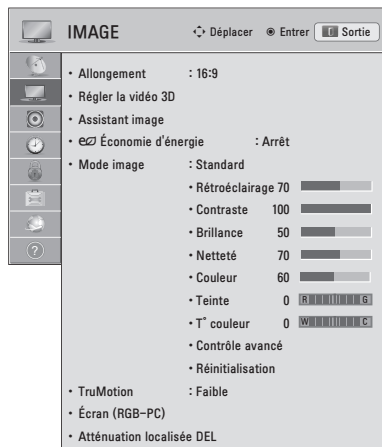 IMAGE Déplacer Entrer Sortie
• Allongement : 16:9
• Régler la vidéo 3D
• Assistant image
• Économie d'énergie : Arrêt
• Mode image : Standard
• Rétroéclairage 70
• Contraste 100
• Brillance 50
• Netteté 70
• Couleur 60
• Teinte 0 R G
• T° couleur 0 W C
• Contrôle avancé
• Réinitialisation
• TruMotion : Faible
• Écran (RGB-PC)
• Atténuation localisée DEL
?